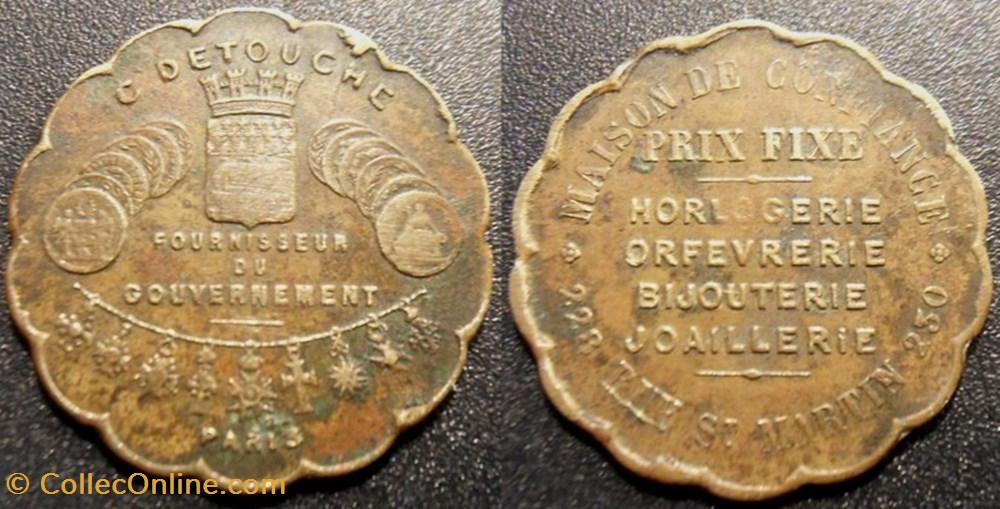 C. DETOUCHE
FOURNISSEUR
DU
GOUVERNEMENT
PARIS
MAISON DE CONFIANCE
PRIX FIXE
HORLOGERIE
ORFEVRERIE
BIJOUTERIE
JOAILLERIE
228 RUE ST MARTIN 230
© CollecOnline.com